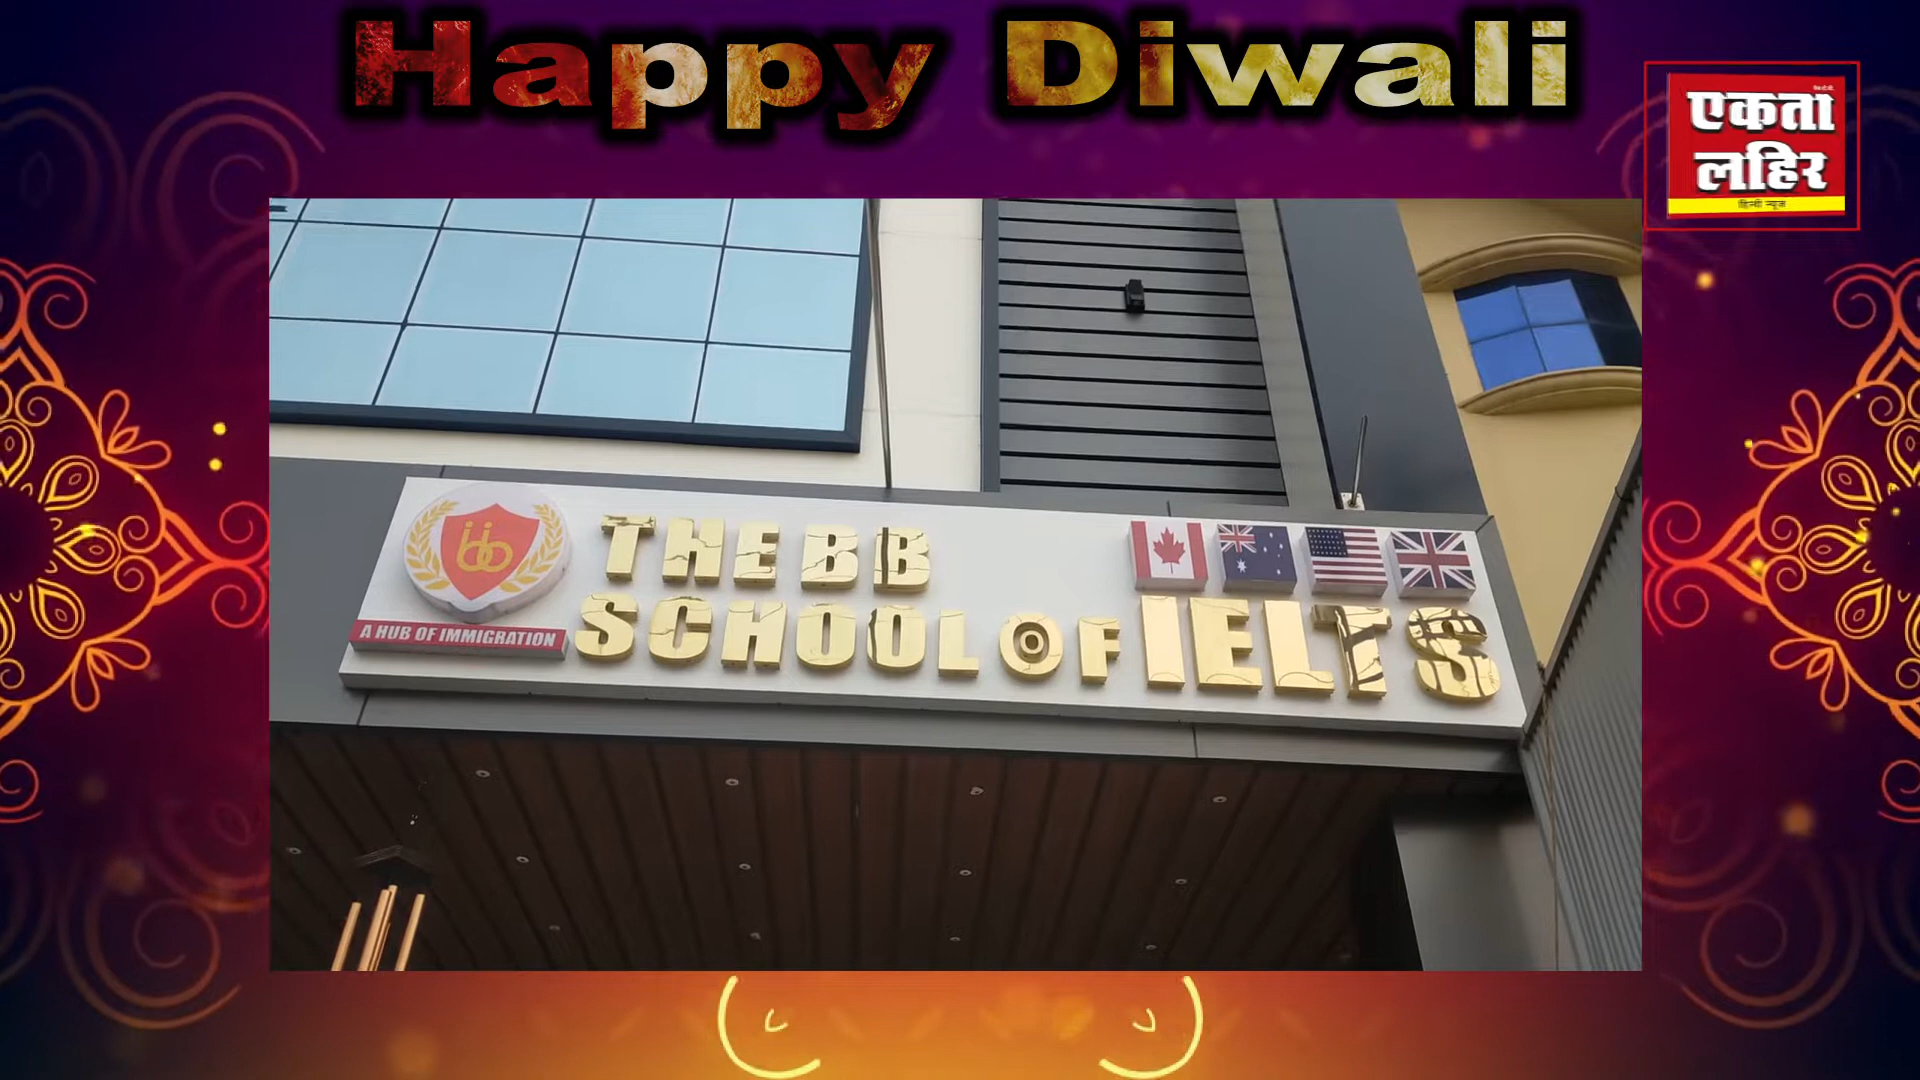 Happy Diwali
एकता
लहिर
हिन्दी न्यूज़
THE BB
SCHOOL OF IELTS
A HUB OF IMMIGRATION